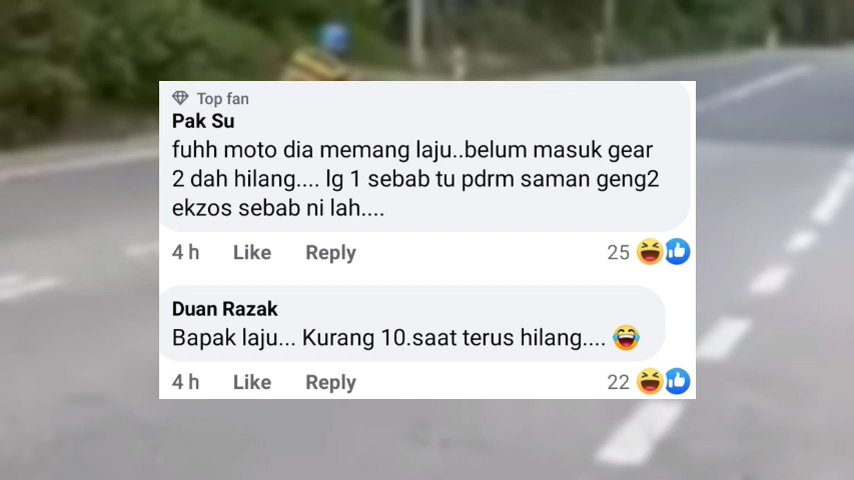 Top fan
Pak Su
fuhh moto dia memang laju..belum masuk gear
2 dah hilang.... lg 1 sebab tu pdrm saman geng2
ekzos sebab ni lah....
4 h Like Reply 25
Duan Razak
Bapak laju... Kurang 10.saat terus hilang.... 😂
4 h Like Reply 22